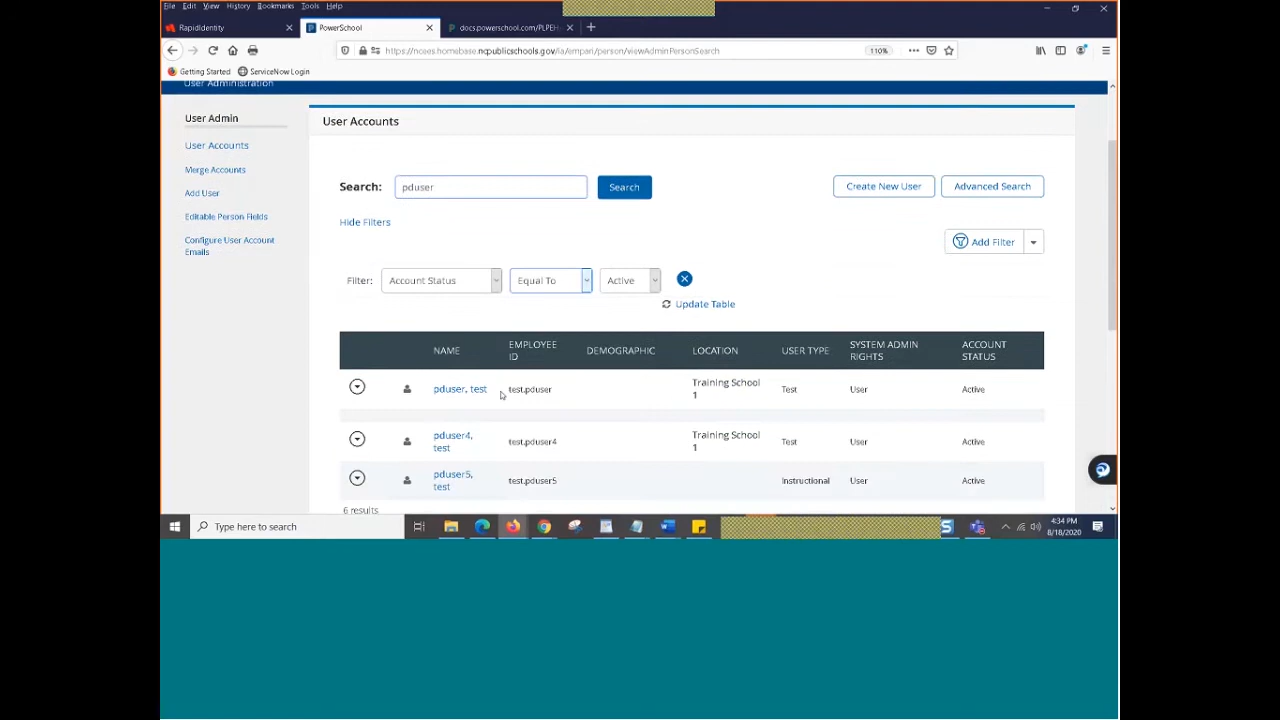 File Edit View History Bookmarks Tools Help
RapidIdentity PowerSchool docs.powerschool.com/PLPEH
https://ncees.homebase.ncpublicschools.gov/ia/empari/person/viewAdminPersonSearch 110%
Getting Started ServiceNow Login
User Administration
User Admin
User Accounts
Merge Accounts
Add User
Editable Person Fields
Configure User Account
Emails
User Accounts
Search: pduser Search Create New User Advanced Search
Hide Filters
Add Filter
Filter: Account Status Equal To Active
Update Table
NAME EMPLOYEE ID DEMOGRAPHIC LOCATION USER TYPE SYSTEM ADMIN RIGHTS ACCOUNT STATUS
pduser, test test.pduser Training School 1 Test User Active
pduser4, test test.pduser4 Training School 1 Test User Active
pduser5, test test.pduser5 Instructional User Active
6 results
Type here to search
4:34 PM
8/18/2020